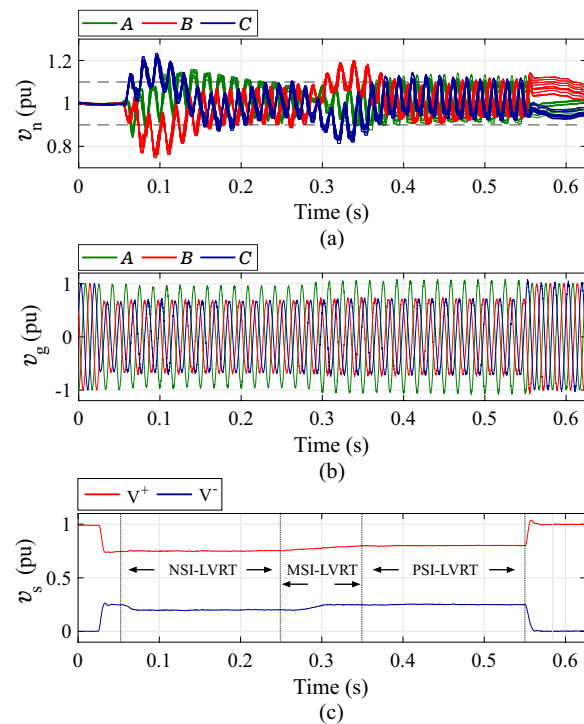 A B C
1.2
1
0.8
v_n (pu)
0 0.1 0.2 0.3 0.4 0.5 0.6
Time (s)
(a)
A B C
1
0
-1
v_g (pu)
0 0.1 0.2 0.3 0.4 0.5 0.6
Time (s)
(b)
V⁺ V⁻
1
0.5
0
v_s (pu)
NSI-LVRT MSI-LVRT PSI-LVRT
0 0.1 0.2 0.3 0.4 0.5 0.6
Time (s)
(c)